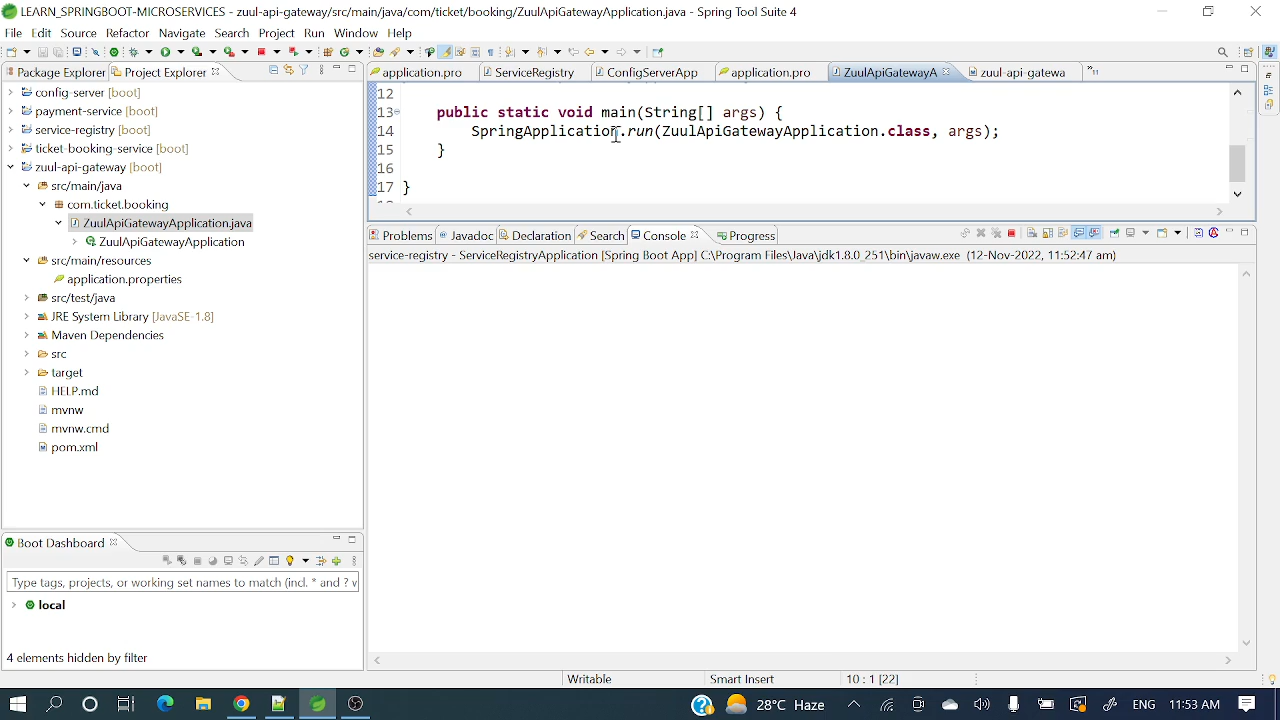 LEARN_SPRINGBOOT-MICROSERVICES - zuul-api-gateway/src/main/java/com/ticket/booking/ZuulApiGatewayApplication.java - Spring Tool Suite 4
File Edit Source Refactor Navigate Search Project Run Window Help
Package Explorer Project Explorer
application.pro ServiceRegistry ConfigServerApp application.pro ZuulApiGatewayA zuul-api-gatewa »11
config-server [boot]
payment-service [boot]
service-registry [boot]
ticket-booking-service [boot]
zuul-api-gateway [boot]
src/main/java
com.ticket.booking
ZuulApiGatewayApplication.java
ZuulApiGatewayApplication
src/main/resources
application.properties
src/test/java
JRE System Library [JavaSE-1.8]
Maven Dependencies
src
target
HELP.md
mvnw
mvnw.cmd
pom.xml
12
13 public static void main(String[] args) {
14 SpringApplication.run(ZuulApiGatewayApplication.class, args);
15 }
16
17 }
Problems Javadoc Declaration Search Console Progress
service-registry - ServiceRegistryApplication [Spring Boot App] C:\Program Files\Java\jdk1.8.0_251\bin\javaw.exe (12-Nov-2022, 11:52:47 am)
Boot Dashboard
Type tags, projects, or working set names to match (incl. * and ? v
local
4 elements hidden by filter
Writable Smart Insert 10 : 1 [22]
28°C Haze ENG 11:53 AM